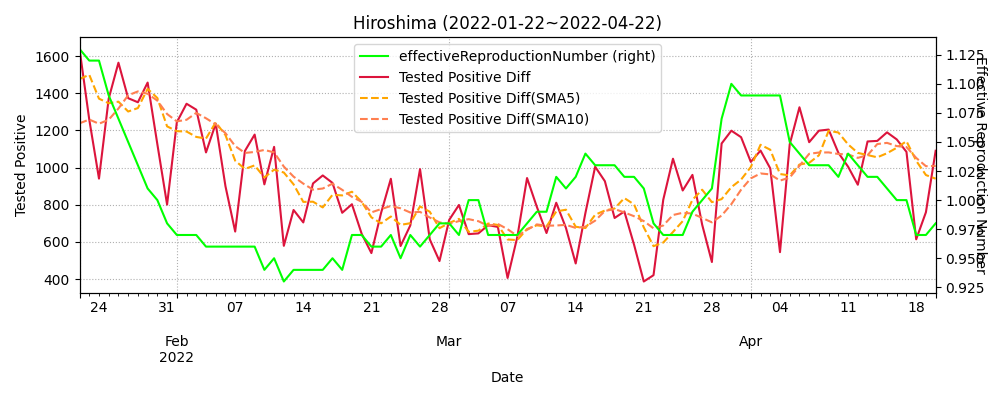 Hiroshima (2022-01-22~2022-04-22)
effectiveReproductionNumber (right)
Tested Positive Diff
Tested Positive Diff(SMA5)
Tested Positive Diff(SMA10)
Tested Positive
1600
1400
1200
1000
800
600
400
1.125
1.100
1.075
1.050
1.025
1.000
0.975
0.950
0.925
Effective Reproduction Number
24 31 07 14 21 28 07 14 21 28 04 11 18
Feb Mar Apr
2022
Date